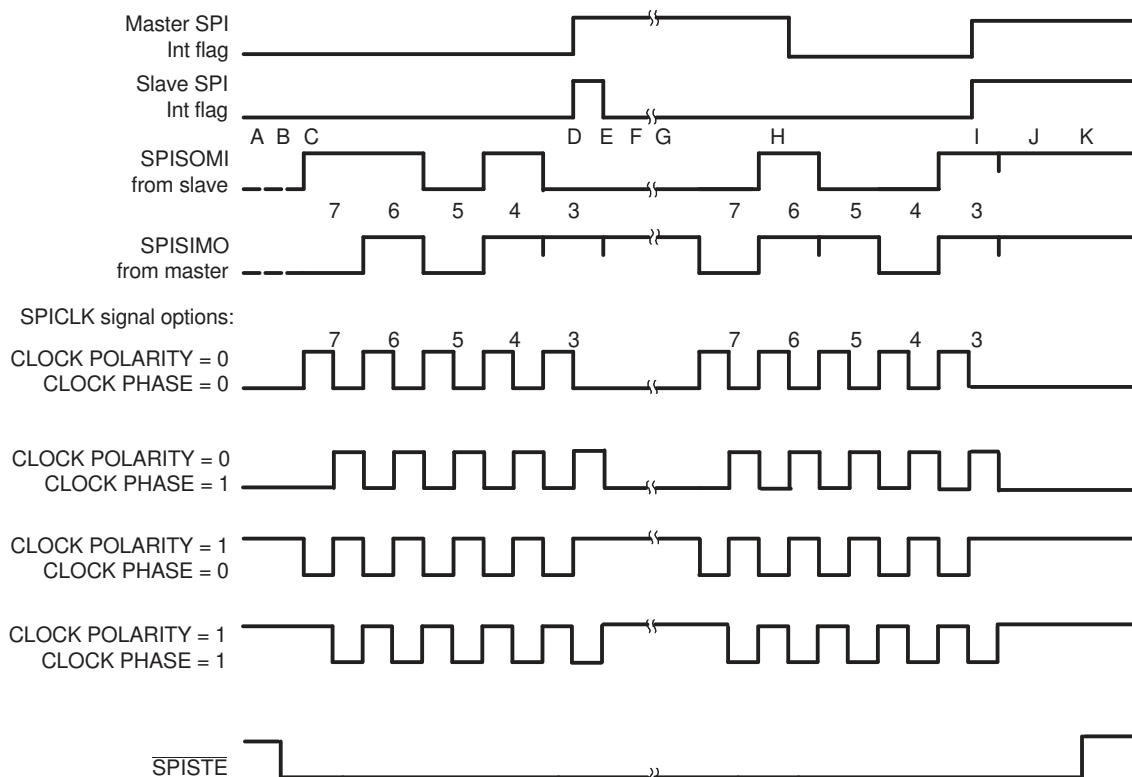 Master SPI
Int flag
Slave SPI
Int flag
A B C D E F G H I J K
SPISOMI
from slave
7 6 5 4 3 7 6 5 4 3
SPISIMO
from master
SPICLK signal options:
7 6 5 4 3 7 6 5 4 3
CLOCK POLARITY = 0
CLOCK PHASE = 0
CLOCK POLARITY = 0
CLOCK PHASE = 1
CLOCK POLARITY = 1
CLOCK PHASE = 0
CLOCK POLARITY = 1
CLOCK PHASE = 1
SPISTE